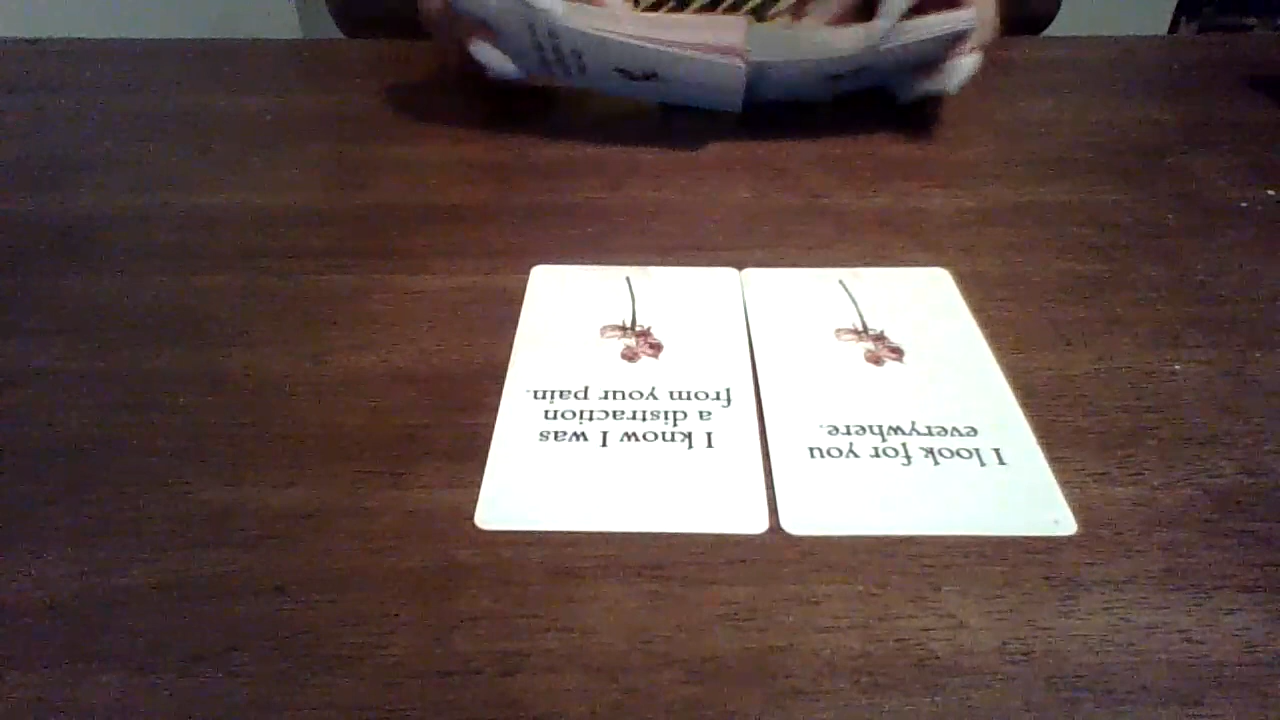 I look for you
everywhere.
I know I was
a distraction
from your pain.